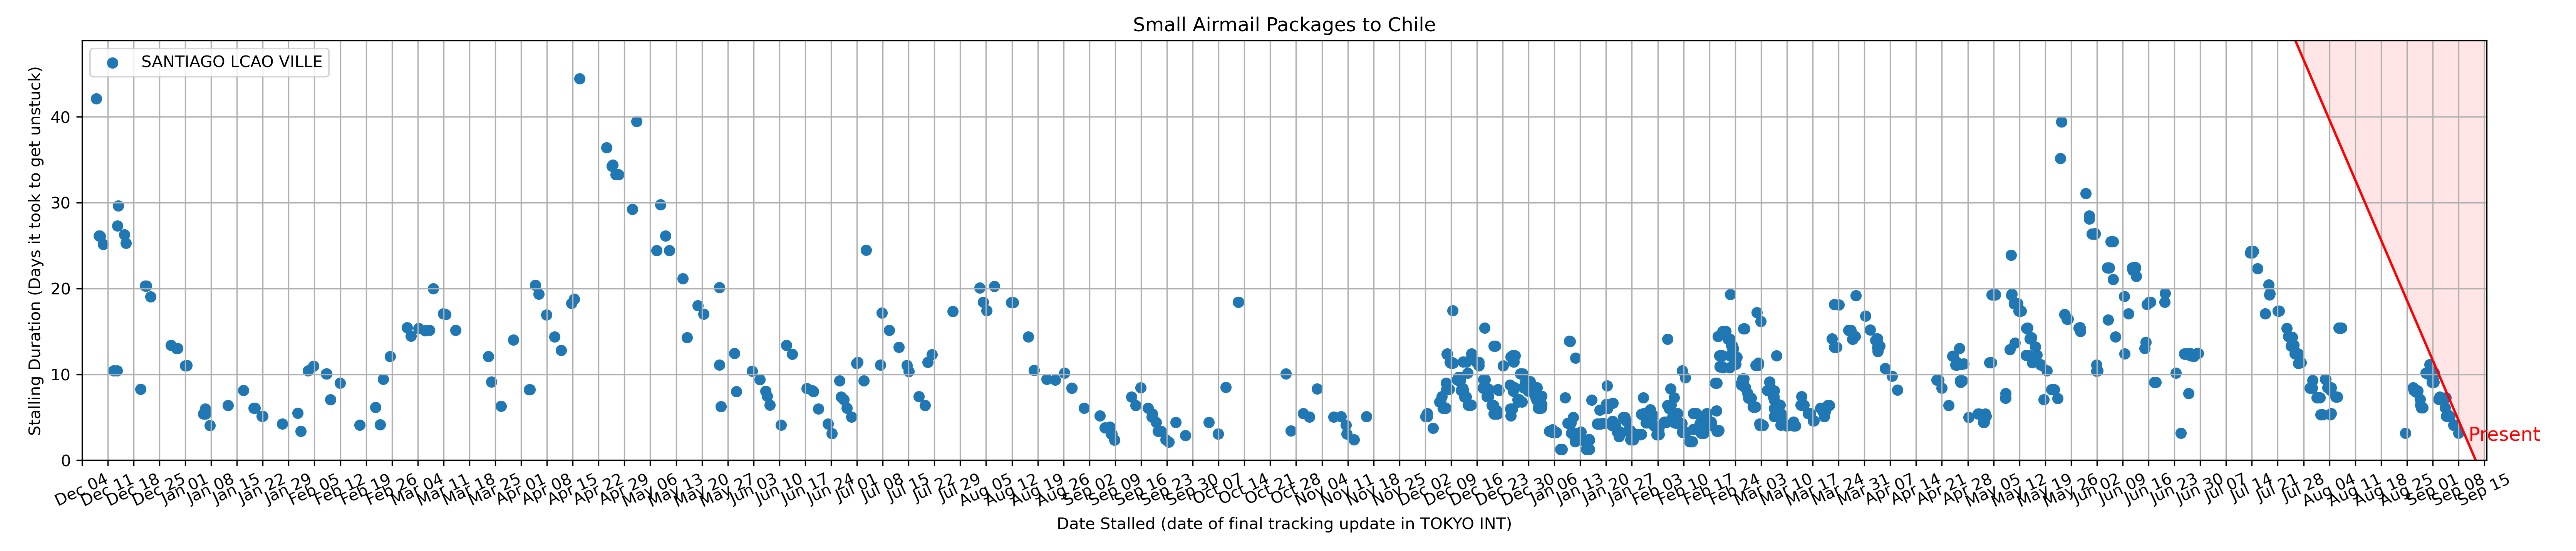 Small Airmail Packages to Chile
SANTIAGO LCAO VILLE
Stalling Duration (Days it took to get unstuck)
40
30
20
10
0
Present
Dec 04
Dec 11
Dec 18
Dec 25
Jan 01
Jan 08
Jan 15
Jan 22
Jan 29
Feb 05
Feb 12
Feb 19
Feb 26
Mar 04
Mar 11
Mar 18
Mar 25
Apr 01
Apr 08
Apr 15
Apr 22
Apr 29
May 06
May 13
May 20
May 27
Jun 03
Jun 10
Jun 17
Jun 24
Jul 01
Jul 08
Jul 15
Jul 22
Jul 29
Aug 05
Aug 12
Aug 19
Aug 26
Sep 02
Sep 09
Sep 16
Sep 23
Sep 30
Oct 07
Oct 14
Oct 21
Oct 28
Nov 04
Nov 11
Nov 18
Nov 25
Dec 02
Dec 09
Dec 16
Dec 23
Dec 30
Jan 06
Jan 13
Jan 20
Jan 27
Feb 03
Feb 10
Feb 17
Feb 24
Mar 03
Mar 10
Mar 17
Mar 24
Mar 31
Apr 07
Apr 14
Apr 21
Apr 28
May 05
May 12
May 19
May 26
Jun 02
Jun 09
Jun 16
Jun 23
Jun 30
Jul 07
Jul 14
Jul 21
Jul 28
Aug 04
Aug 11
Aug 18
Aug 25
Sep 01
Sep 08
Sep 15
Date Stalled (date of final tracking update in TOKYO INT)